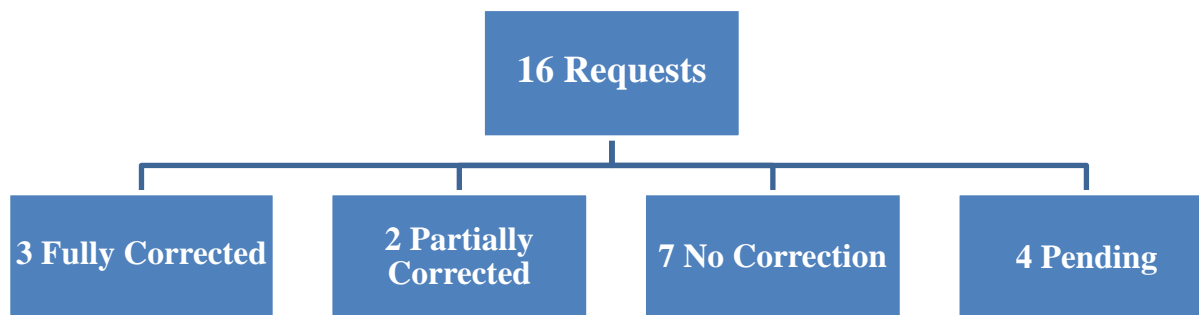 16 Requests
3 Fully Corrected
2 Partially
Corrected
7 No Correction
4 Pending